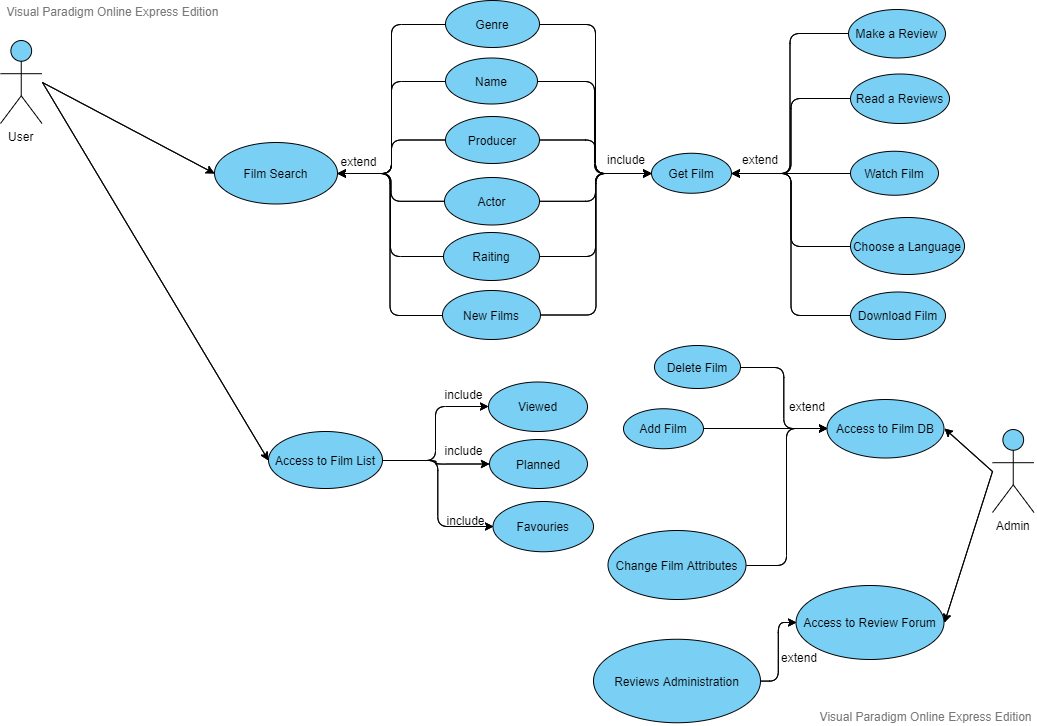 Visual Paradigm Online Express Edition
User
Film Search
extend
Genre
Name
Producer
Actor
Raiting
New Films
include
Get Film
extend
Make a Review
Read a Reviews
Watch Film
Choose a Language
Download Film
Access to Film List
include
Viewed
include
Planned
include
Favouries
Delete Film
Add Film
Change Film Attributes
extend
Access to Film DB
Admin
Access to Review Forum
extend
Reviews Administration
Visual Paradigm Online Express Edition